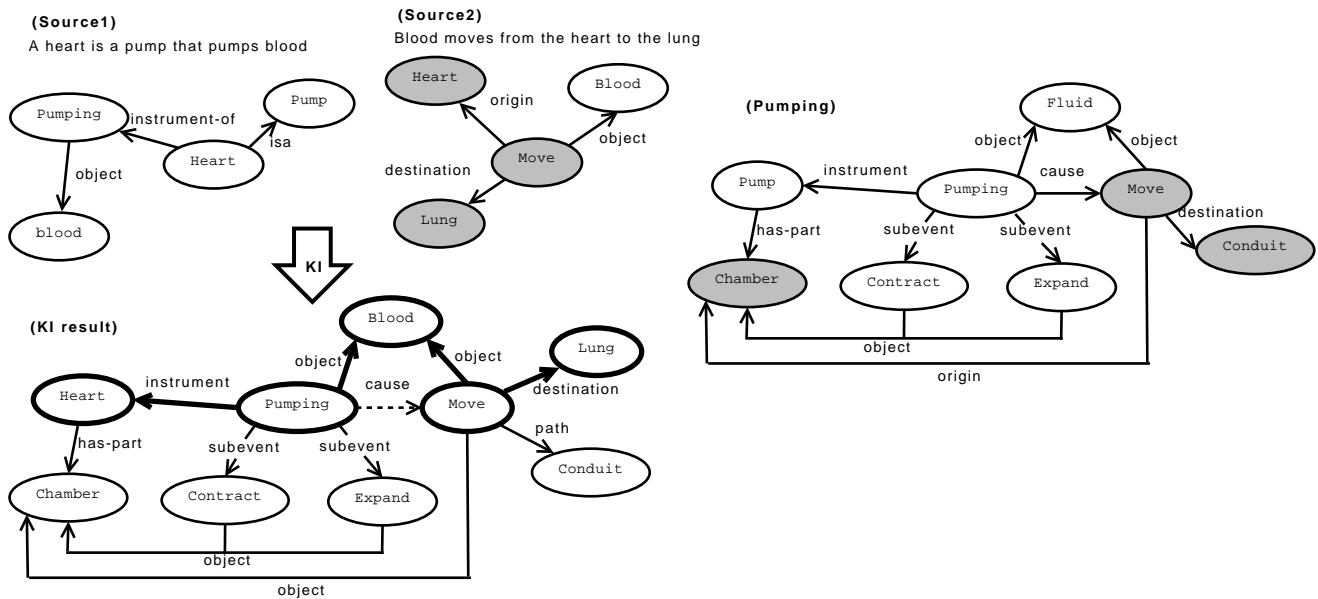 (Source1)
A heart is a pump that pumps blood
Pumping
Pump
instrument-of
isa
Heart
object
blood
(Source2)
Blood moves from the heart to the lung
Heart
Blood
origin
object
Move
destination
Lung
KI
(Pumping)
Fluid
object
object
Pump
instrument
Pumping
cause
Move
destination
Conduit
has-part
subevent
subevent
Chamber
Contract
Expand
object
origin
(KI result)
Blood
Lung
object
object
destination
Heart
instrument
Pumping
cause
Move
path
Conduit
has-part
subevent
subevent
Chamber
Contract
Expand
object
object